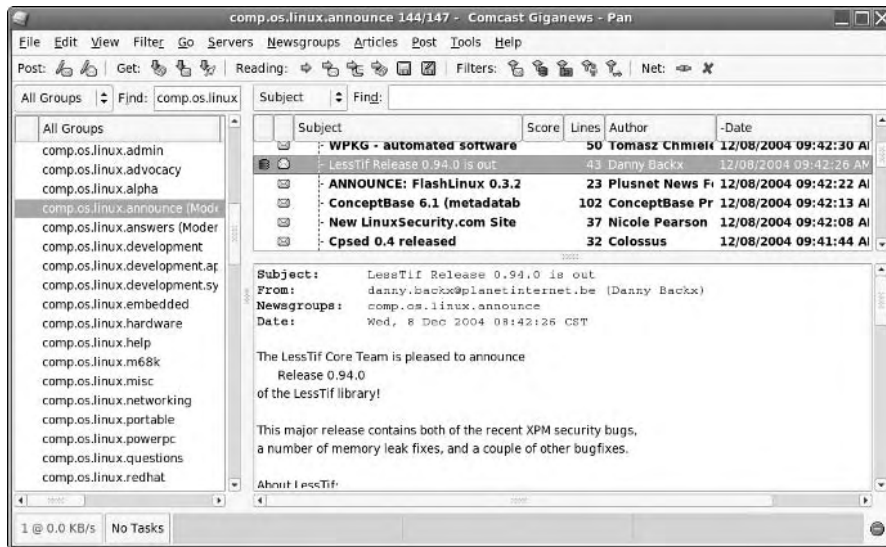 comp.os.linux.announce 144/147 - Comcast Giganews - Pan
File Edit View Filter Go Servers Newsgroups Articles Post Tools Help
Post: Get: Reading: Filters: Net:
All Groups Find: comp.os.linux Subject Find:
All Groups
comp.os.linux.admin
comp.os.linux.advocacy
comp.os.linux.alpha
comp.os.linux.announce (Mode
comp.os.linux.answers (Moder
comp.os.linux.development
comp.os.linux.development.ap
comp.os.linux.development.sy
comp.os.linux.embedded
comp.os.linux.hardware
comp.os.linux.help
comp.os.linux.m68k
comp.os.linux.misc
comp.os.linux.networking
comp.os.linux.portable
comp.os.linux.powerpc
comp.os.linux.questions
comp.os.linux.redhat
Subject Score Lines Author -Date
WPKG - automated software 50 Tomasz Chmiele 12/08/2004 09:42:30 AM
LessTif Release 0.94.0 is out 43 Danny Backx 12/08/2004 09:42:26 AM
ANNOUNCE: FlashLinux 0.3.2 23 Plusnet News F 12/08/2004 09:42:22 AM
ConceptBase 6.1 (metadatab 102 ConceptBase Pr 12/08/2004 09:42:13 AM
New LinuxSecurity.com Site 37 Nicole Pearson 12/08/2004 09:42:08 AM
Cpsed 0.4 released 32 Colossus 12/08/2004 09:41:44 AM
Subject: LessTif Release 0.94.0 is out
From: danny.backx@planetinternet.be (Danny Backx)
Newsgroups: comp.os.linux.announce
Date: Wed, 8 Dec 2004 08:42:26 CST
The LessTif Core Team is pleased to announce
Release 0.94.0
of the LessTif library!
This major release contains both of the recent XPM security bugs,
a number of memory leak fixes, and a couple of other bugfixes.
About LessTif:
1 @ 0.0 KB/s No Tasks